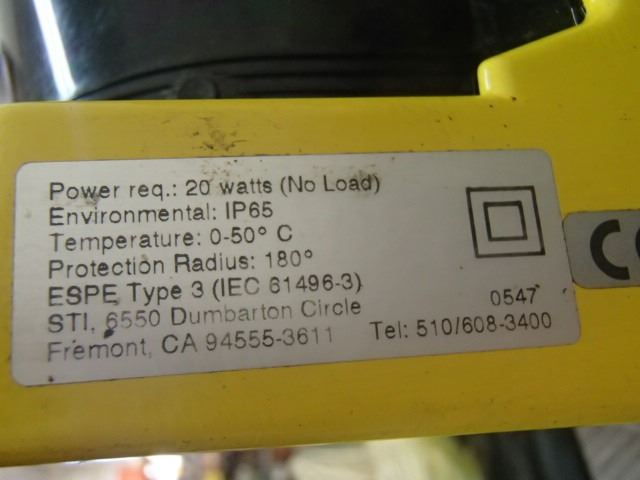 Power req.: 20 watts (No Load)
Environmental: IP65
Temperature: 0-50° C
Protection Radius: 180°
ESPE Type 3 (IEC 61496-3)
0547
STI, 6550 Dumbarton Circle
Fremont, CA 94555-3611 Tel: 510/608-3400
CE